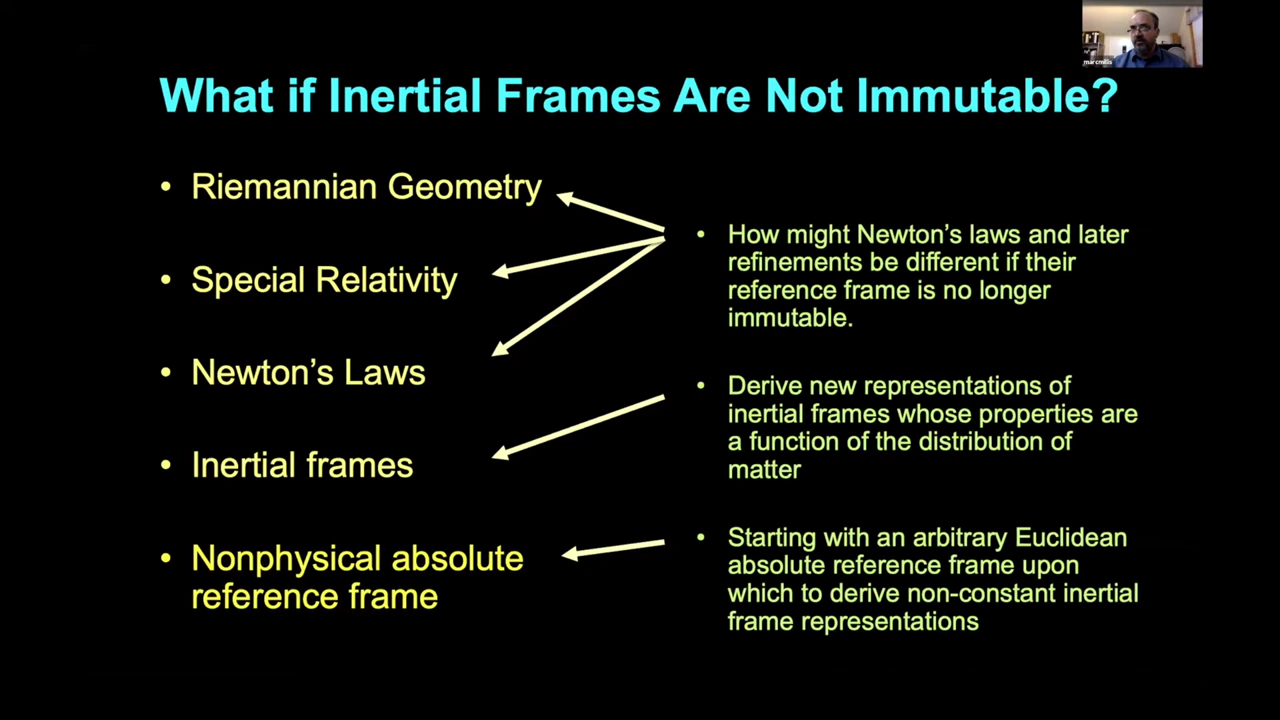 marcmillis
What if Inertial Frames Are Not Immutable?
• Riemannian Geometry
• Special Relativity
• Newton's Laws
• Inertial frames
• Nonphysical absolute
reference frame
• How might Newton's laws and later
refinements be different if their
reference frame is no longer
immutable.
• Derive new representations of
inertial frames whose properties are
a function of the distribution of
matter
• Starting with an arbitrary Euclidean
absolute reference frame upon
which to derive non-constant inertial
frame representations